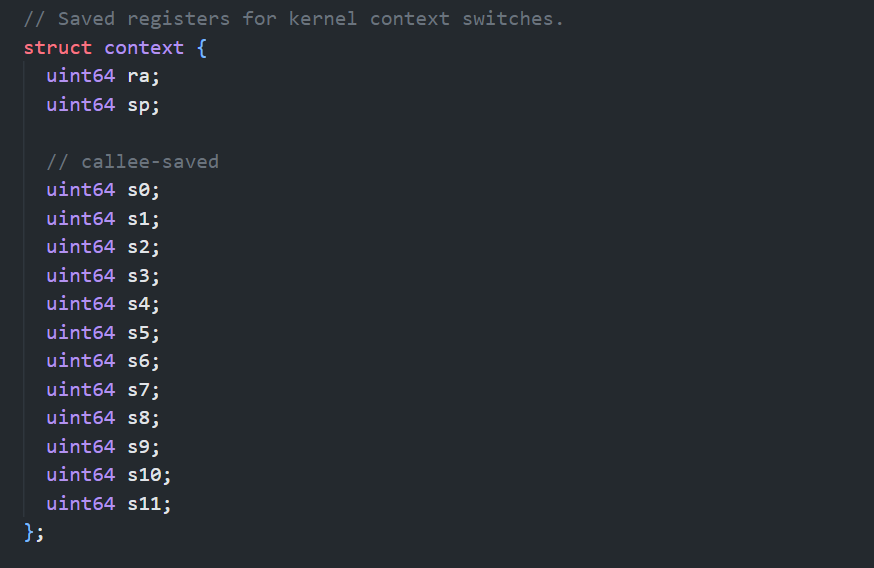 // Saved registers for kernel context switches.
struct context {
  uint64 ra;
  uint64 sp;

  // callee-saved
  uint64 s0;
  uint64 s1;
  uint64 s2;
  uint64 s3;
  uint64 s4;
  uint64 s5;
  uint64 s6;
  uint64 s7;
  uint64 s8;
  uint64 s9;
  uint64 s10;
  uint64 s11;
};